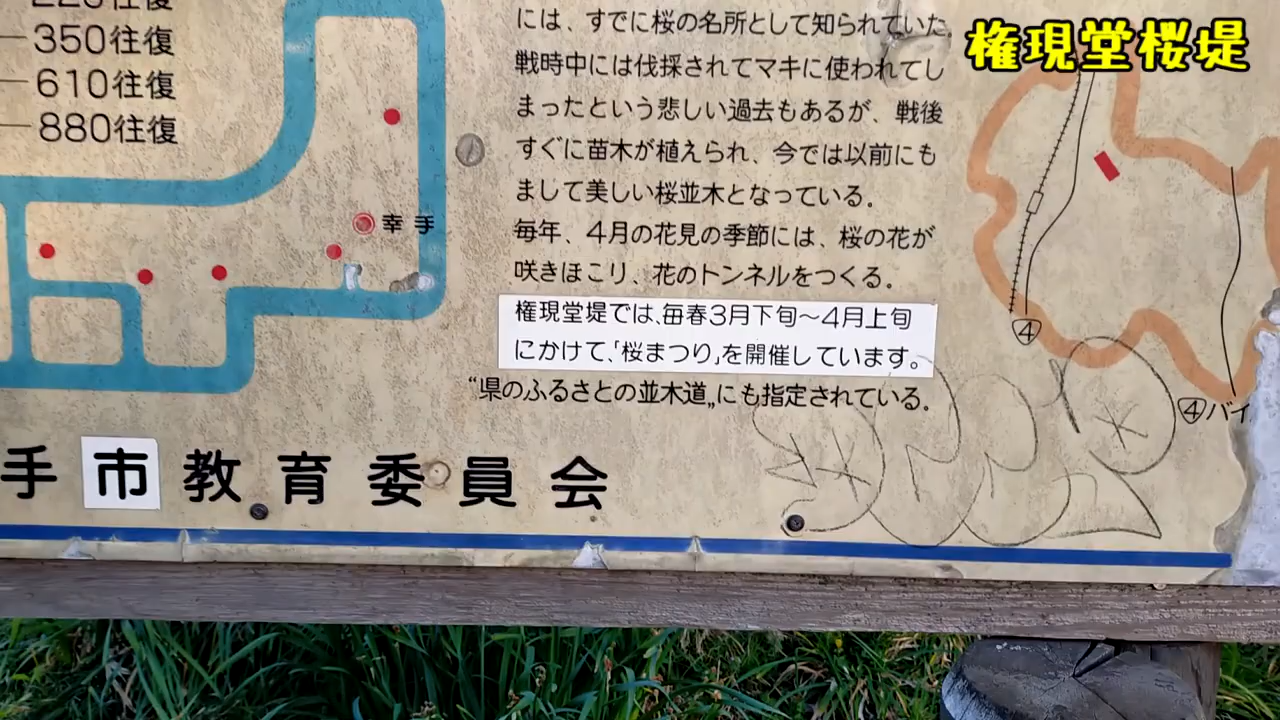 権現堂桜堤
220往復
350往復
610往復
880往復
幸手
には、すでに桜の名所として知られていた。
戦時中には伐採されてマキに使われてし
まったという悲しい過去もあるが、戦後
すぐに苗木が植えられ、今では以前にも
まして美しい桜並木となっている。
毎年、4月の花見の季節には、桜の花が
咲きほこり、花のトンネルをつくる。
権現堂堤では、毎春3月下旬～4月上旬
にかけて、「桜まつり」を開催しています。
“県のふるさとの並木道„にも指定されている。
4
4バイ
手市教育委員会